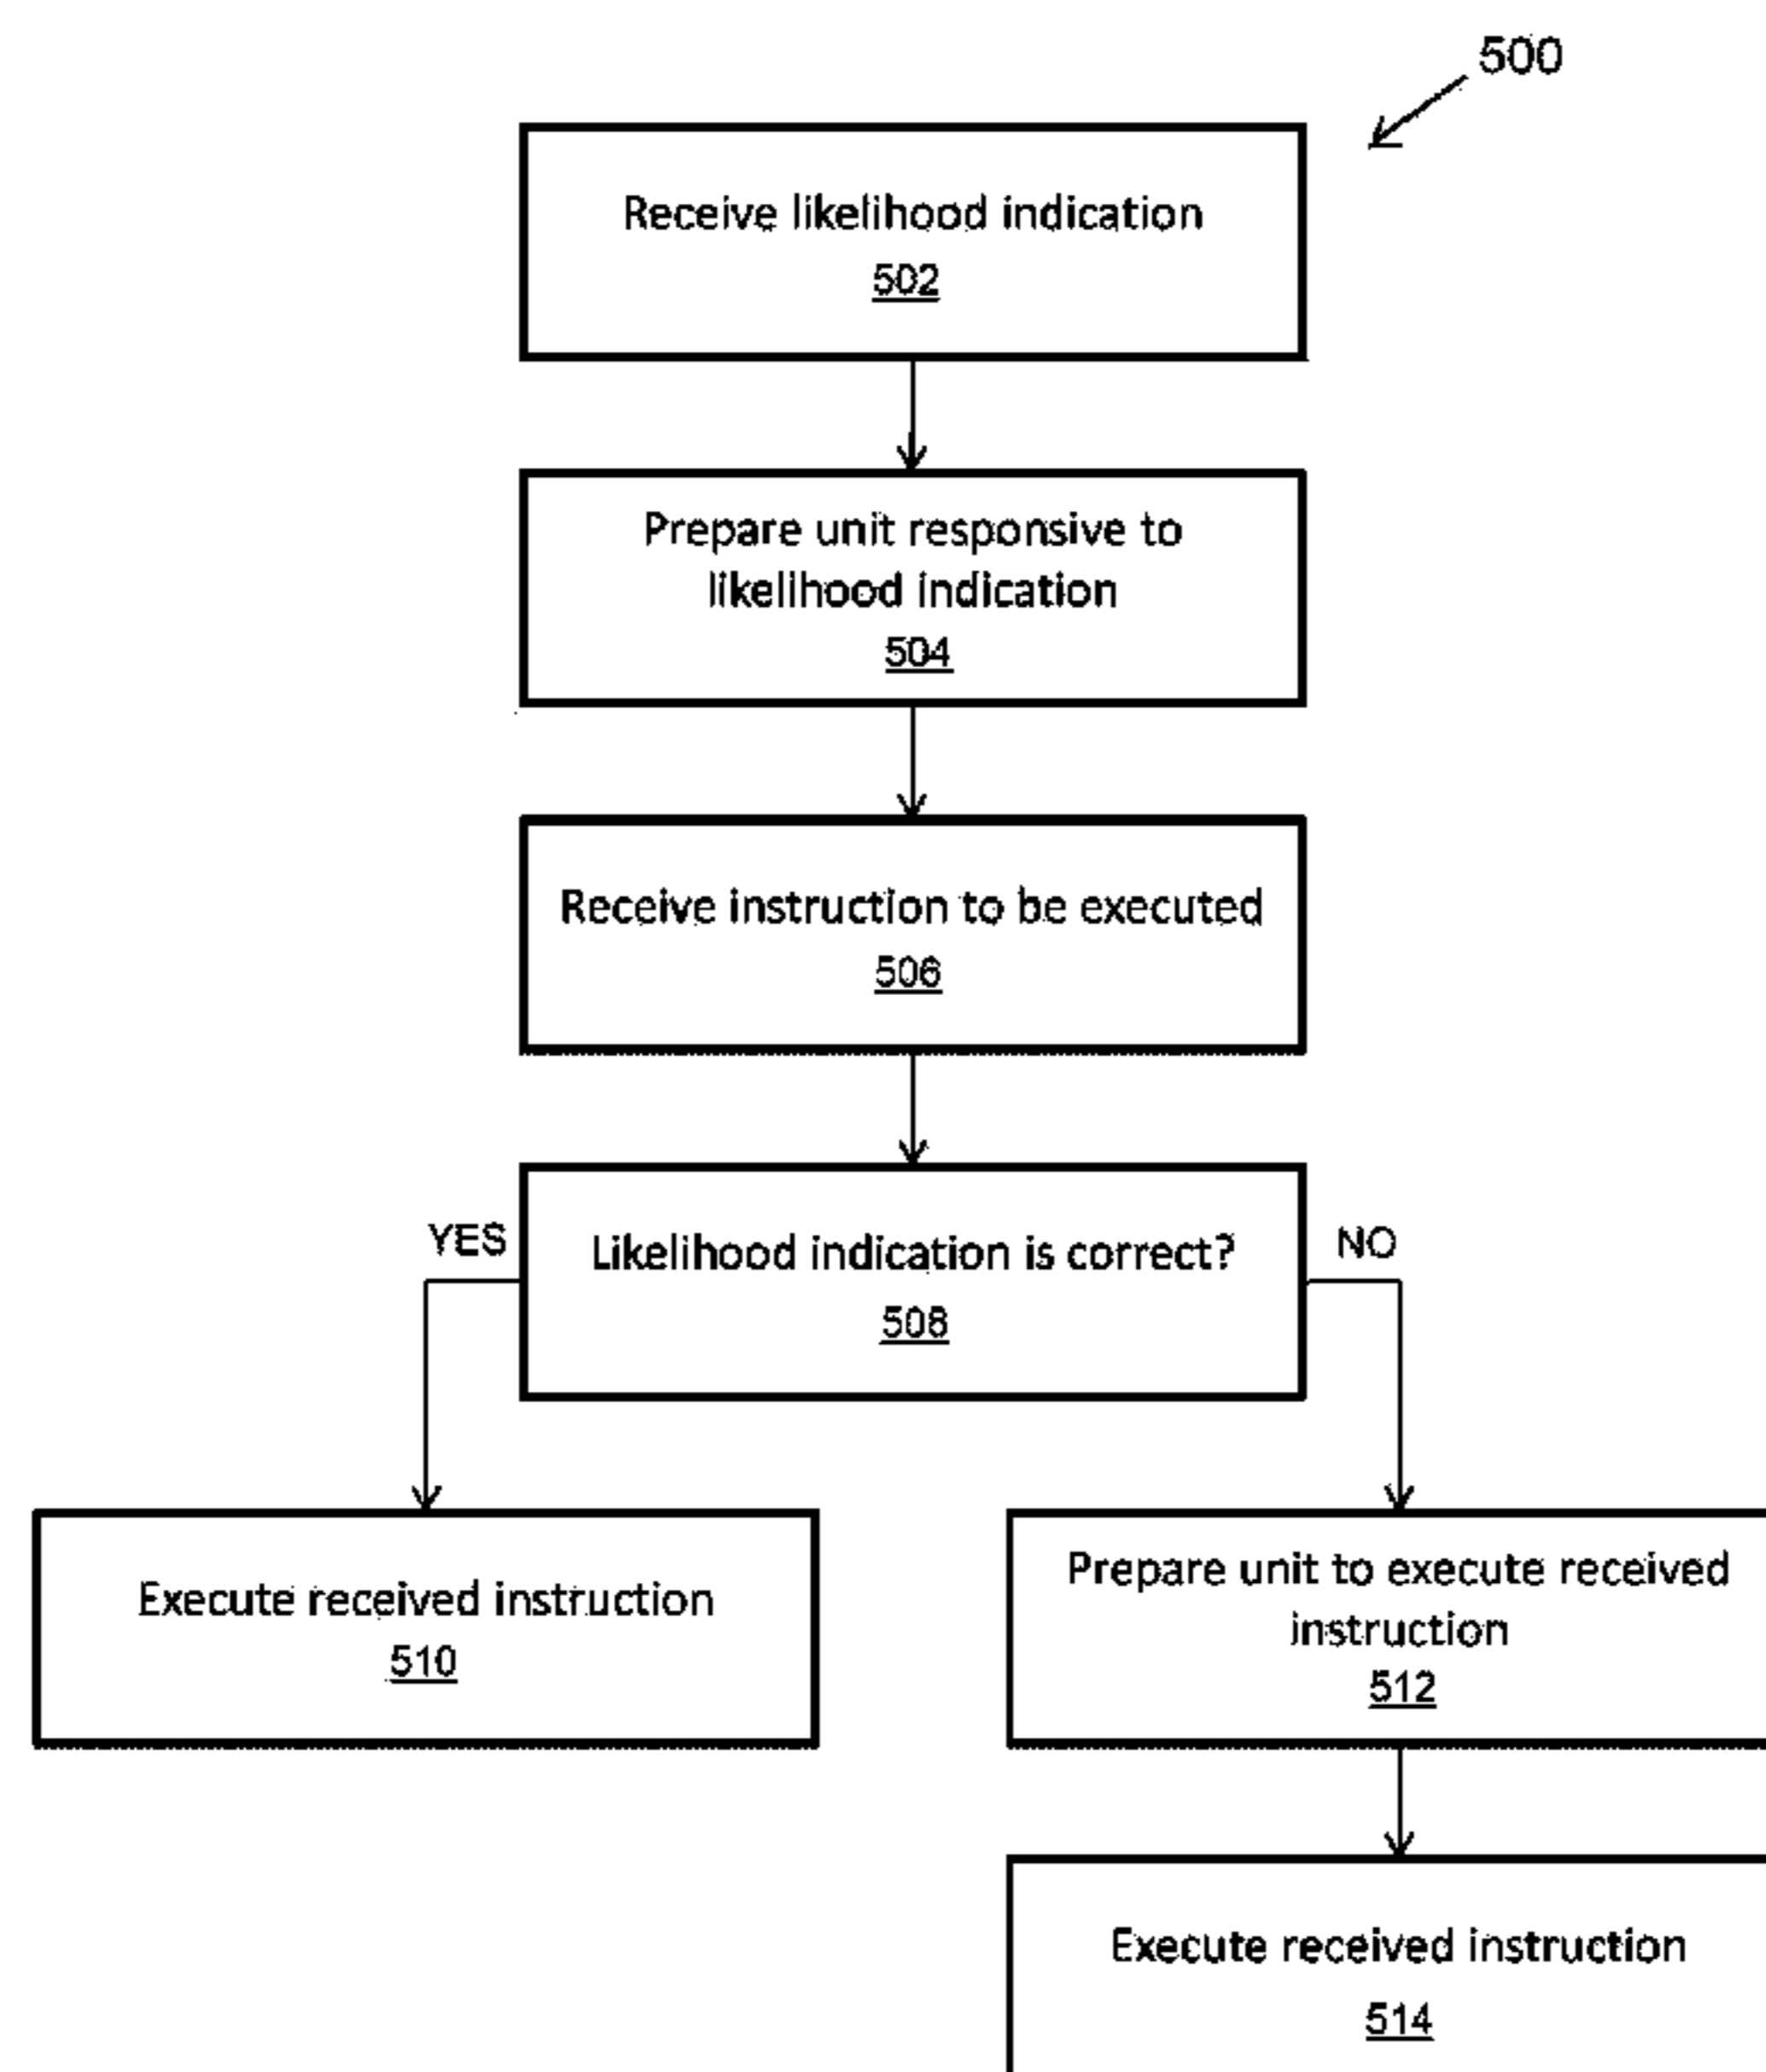 500
Receive likelihood indication
502
Prepare unit responsive to
likelihood indication
504
Receive instruction to be executed
506
YES
Likelihood indication is correct?
508
NO
Execute received instruction
510
Prepare unit to execute received
instruction
512
Execute received instruction
514